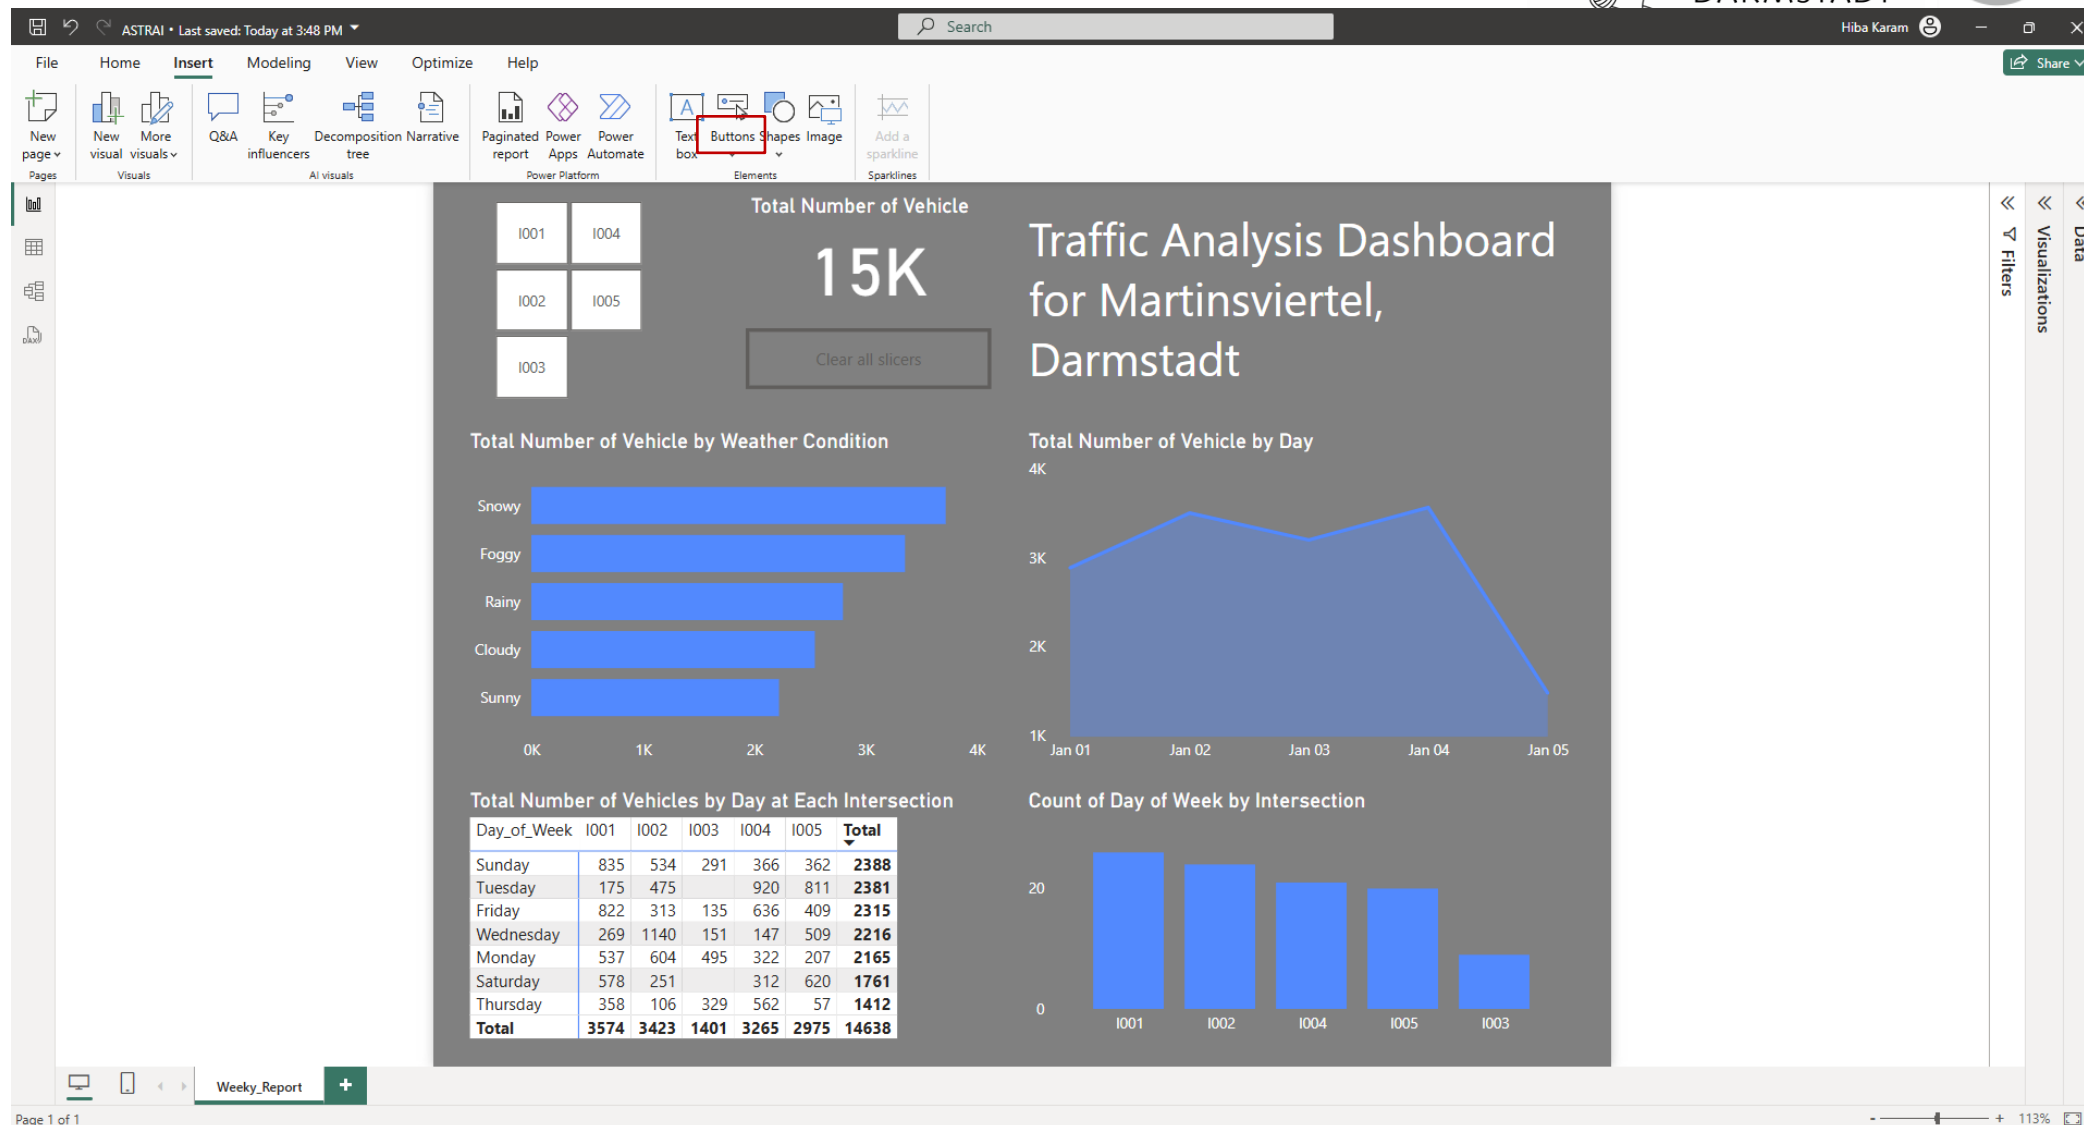 DARMSTADT
ASTRAI • Last saved: Today at 3:48 PM
Search
Hiba Karam
File Home Insert Modeling View Optimize Help
Share
New page
New visual
More visuals
Q&A
Key influencers
Decomposition tree
Narrative
Paginated report
Power Apps
Power Automate
Text box
Buttons
Shapes
Image
Add a sparkline
Pages
Visuals
AI visuals
Power Platform
Elements
Sparklines
DAX
I001 I004
I002 I005
I003
Total Number of Vehicle
15K
Clear all slicers
Traffic Analysis Dashboard
for Martinsviertel,
Darmstadt
Filters
Visualizations
Data
Total Number of Vehicle by Weather Condition
Snowy
Foggy
Rainy
Cloudy
Sunny
0K 1K 2K 3K 4K
Total Number of Vehicle by Day
4K
3K
2K
1K
Jan 01 Jan 02 Jan 03 Jan 04 Jan 05
Total Number of Vehicles by Day at Each Intersection
Day_of_Week I001 I002 I003 I004 I005 Total
Sunday 835 534 291 366 362 2388
Tuesday 175 475 920 811 2381
Friday 822 313 135 636 409 2315
Wednesday 269 1140 151 147 509 2216
Monday 537 604 495 322 207 2165
Saturday 578 251 312 620 1761
Thursday 358 106 329 562 57 1412
Total 3574 3423 1401 3265 2975 14638
Count of Day of Week by Intersection
20
0
I001 I002 I004 I005 I003
Weeky_Report
+
Page 1 of 1
- + 113%